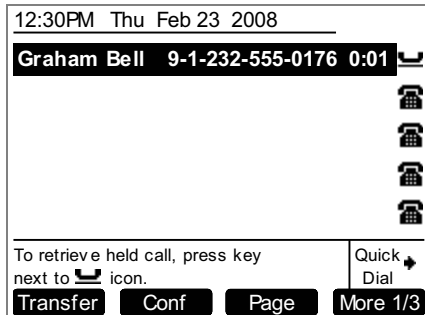 12:30PM Thu Feb 23 2008
Graham Bell 9-1-232-555-0176 0:01
To retrieve held call, press key
next to icon.
Quick
Dial
Transfer Conf Page More 1/3